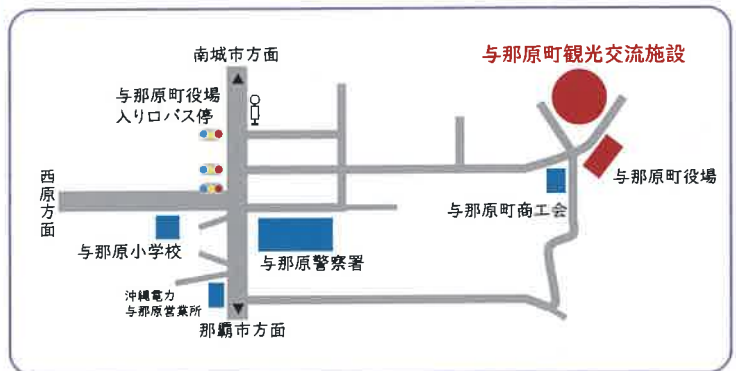 南城市方面
与那原町観光交流施設
与那原町役場
入り口バス停
西原方面
与那原町役場
与那原町商工会
与那原小学校
与那原警察署
沖縄電力
与那原営業所
那覇市方面